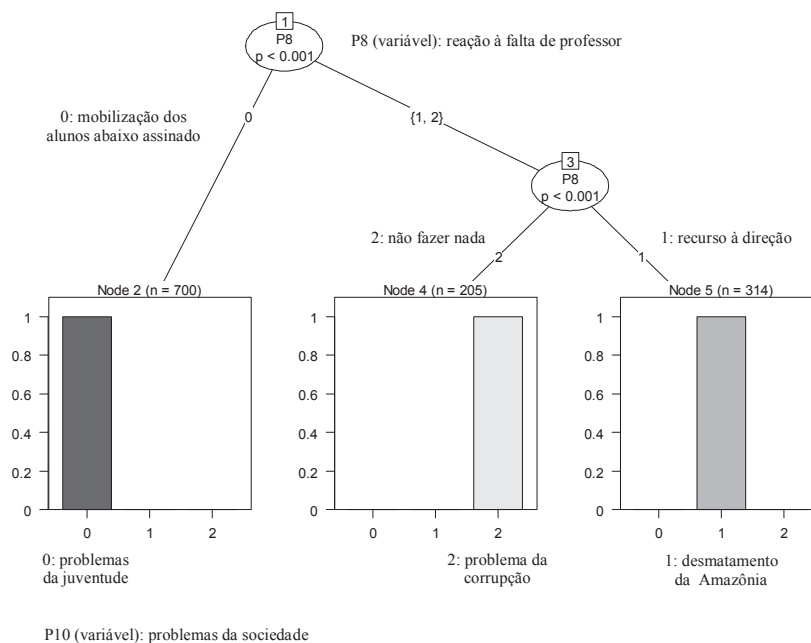 1
P8
p < 0.001
P8 (variável): reação à falta de professor
0: mobilização dos
alunos abaixo assinado
0
{1, 2}
3
P8
p < 0.001
2: não fazer nada
1: recurso à direção
2
1
Node 2 (n = 700)
1
0.8
0.6
0.4
0.2
0
0 1 2
0: problemas
da juventude
Node 4 (n = 205)
1
0.8
0.6
0.4
0.2
0
0 1 2
2: problema da
corrupção
Node 5 (n = 314)
1
0.8
0.6
0.4
0.2
0
0 1 2
1: desmatamento
da Amazônia
P10 (variável): problemas da sociedade